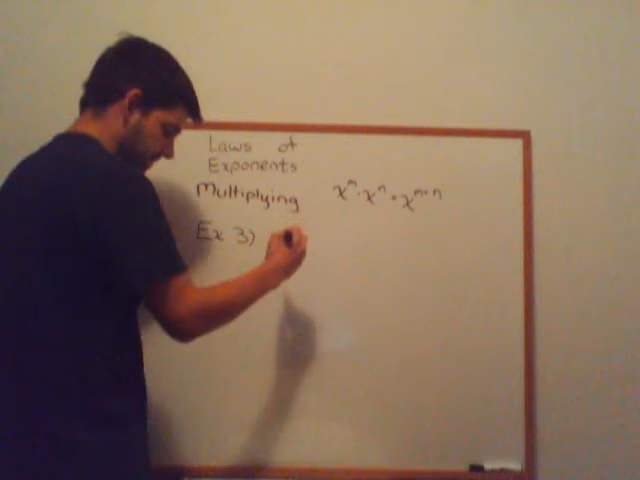 Laws of
Exponents
Multiplying x^m · x^n = x^(m+n)
Ex 3)